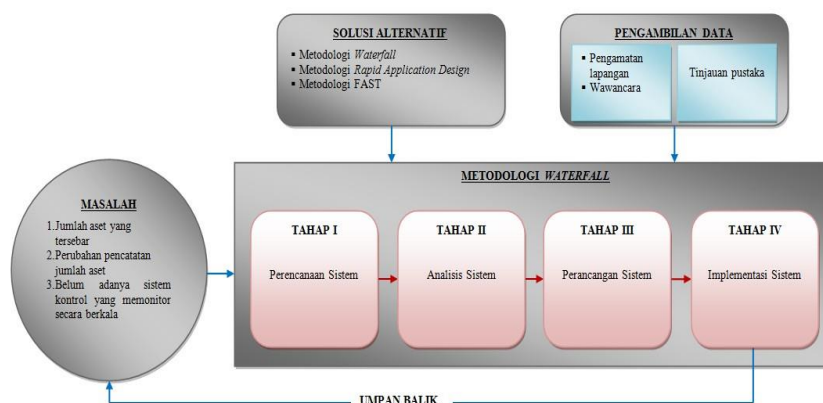 SOLUSI ALTERNATIF
▪ Metodologi Waterfall
▪ Metodologi Rapid Application Design
▪ Metodologi FAST
PENGAMBILAN DATA
▪ Pengamatan
lapangan
▪ Wawancara
Tinjauan pustaka
MASALAH
1.Jumlah aset yang
tersebar
2.Perubahan pencatatan
jumlah aset
3.Belum adanya sistem
kontrol yang memonitor
secara berkala
METODOLOGI WATERFALL
TAHAP I
Perencanaan Sistem
TAHAP II
Analisis Sistem
TAHAP III
Perancangan Sistem
TAHAP IV
Implementasi Sistem
UMPAN BALIK